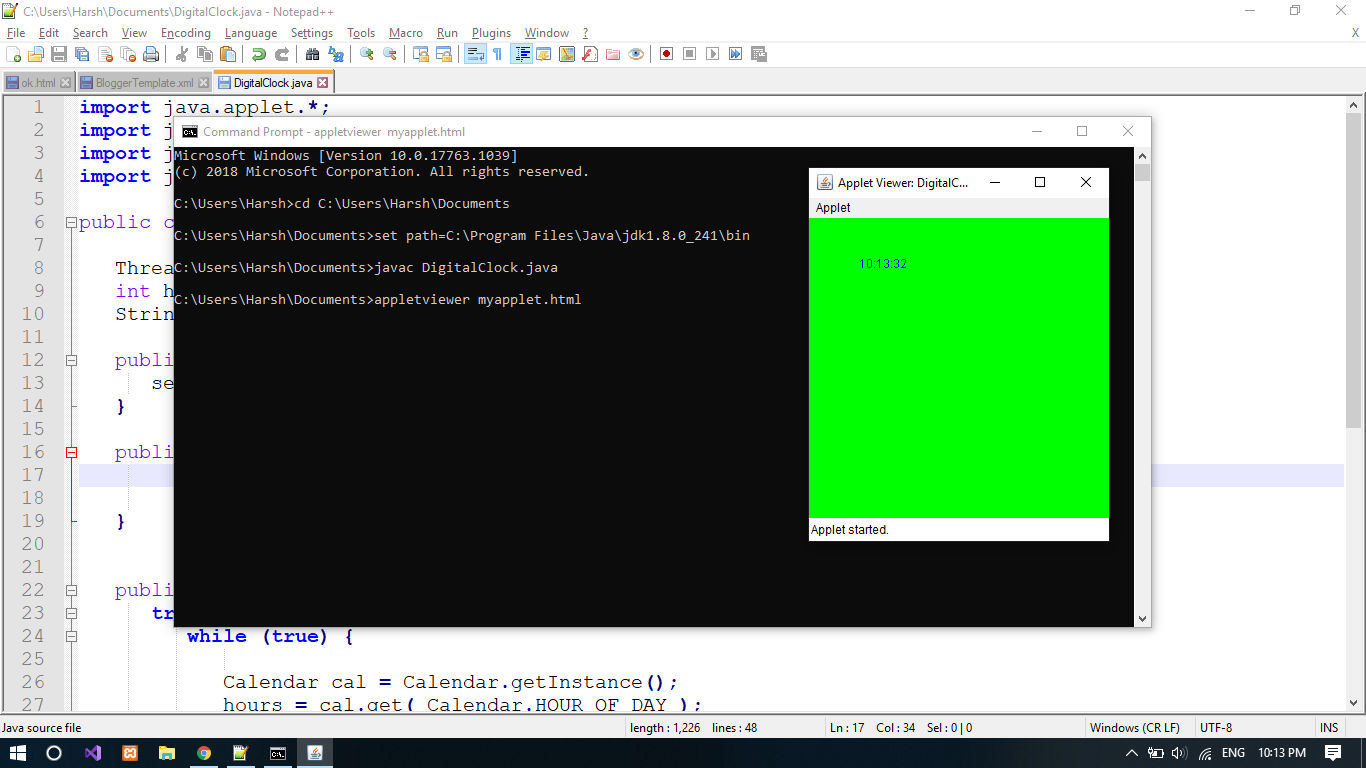 C:\Users\Harsh\Documents\DigitalClock.java - Notepad++
File Edit Search View Encoding Language Settings Tools Macro Run Plugins Window ? X
ok.html BloggerTemplate.xml DigitalClock.java
1 import java.applet.*;
2 import j
3 import j
4 import j
5
6 public c
7
8 Threa
9 int h
10 Strin
11
12 publi
13 se
14 }
15
16 publi
17
18
19 }
20
21
22 publi
23 tr
24 while (true) {
25
26 Calendar cal = Calendar.getInstance();
27 hours = cal.get( Calendar.HOUR_OF_DAY );
Command Prompt - appletviewer myapplet.html
Microsoft Windows [Version 10.0.17763.1039]
(c) 2018 Microsoft Corporation. All rights reserved.
C:\Users\Harsh>cd C:\Users\Harsh\Documents
C:\Users\Harsh\Documents>set path=C:\Program Files\Java\jdk1.8.0_241\bin
C:\Users\Harsh\Documents>javac DigitalClock.java
C:\Users\Harsh\Documents>appletviewer myapplet.html
Applet Viewer: DigitalC...
Applet
10:13:32
Applet started.
Java source file length : 1,226 lines : 48 Ln : 17 Col : 34 Sel : 0 | 0 Windows (CR LF) UTF-8 INS
ENG 10:13 PM